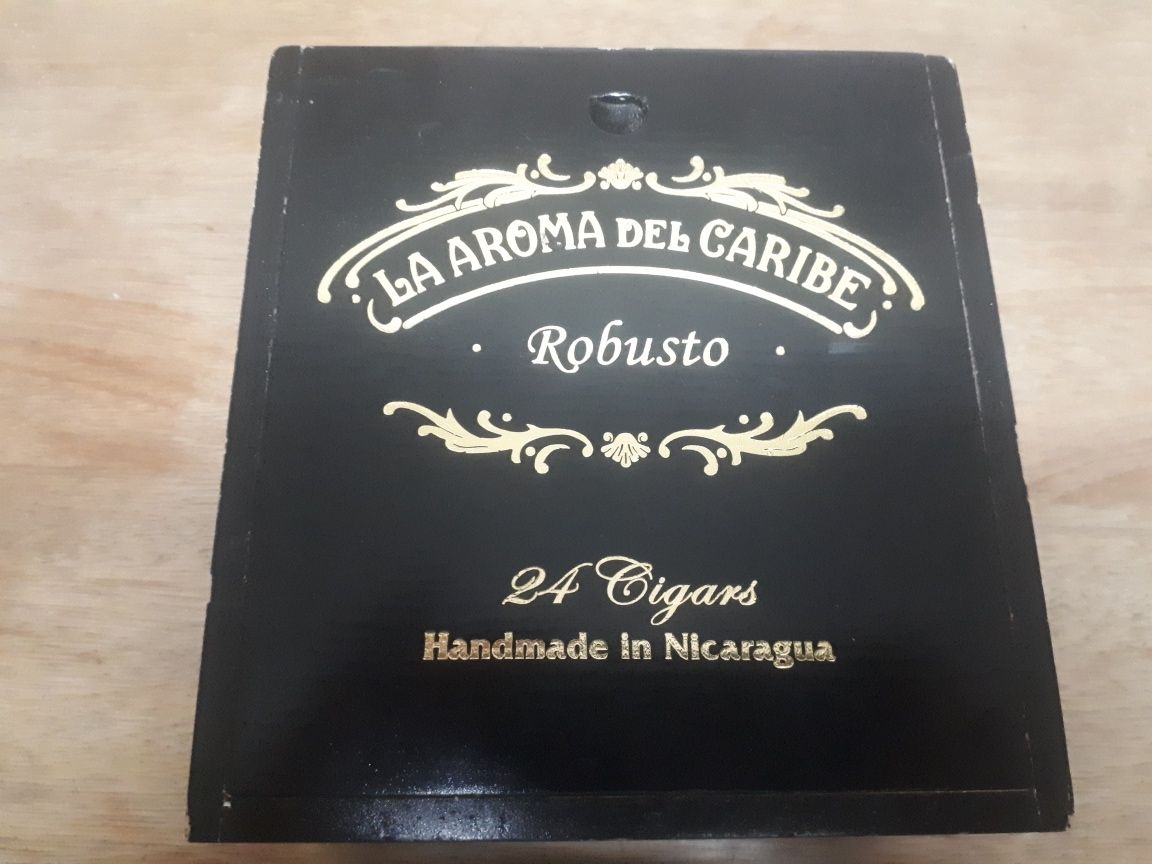 LA AROMA DEL CARIBE
• Robusto •
24 Cigars
Handmade in Nicaragua